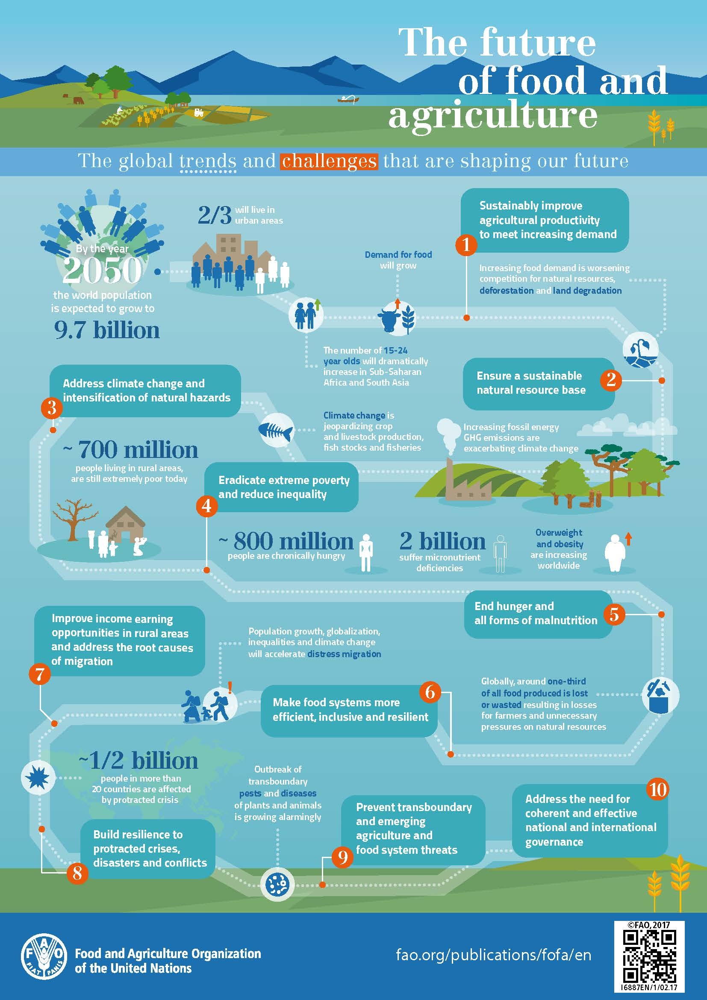 The future
of food and
agriculture
The global trends and challenges that are shaping our future
By the year
2050
the world population
is expected to grow to
9.7 billion
2/3 will live in
urban areas
Demand for food
will grow
1
Sustainably improve
agricultural productivity
to meet increasing demand
Increasing food demand is worsening
competition for natural resources,
deforestation and land degradation
The number of 15-24
year olds will dramatically
increase in Sub-Saharan
Africa and South Asia
Ensure a sustainable
natural resource base
2
Address climate change and
intensification of natural hazards
3
Climate change is
jeopardizing crop
and livestock production,
fish stocks and fisheries
Increasing fossil energy
GHG emissions are
exacerbating climate change
~ 700 million
people living in rural areas,
are still extremely poor today
Eradicate extreme poverty
and reduce inequality
4
~ 800 million
people are chronically hungry
2 billion
suffer micronutrient
deficiencies
Overweight
and obesity
are increasing
worldwide
End hunger and
all forms of malnutrition
5
Improve income earning
opportunities in rural areas
and address the root causes
of migration
7
Population growth, globalization,
inequalities and climate change
will accelerate distress migration
Make food systems more
efficient, inclusive and resilient
6
Globally, around one-third
of all food produced is lost
or wasted resulting in losses
for farmers and unnecessary
pressures on natural resources
~1/2 billion
people in more than
20 countries are affected
by protracted crisis
Outbreak of
transboundary
pests and diseases
of plants and animals
is growing alarmingly
Build resilience to
protracted crises,
disasters and conflicts
8
Prevent transboundary
and emerging
agriculture and
food system threats
9
10
Address the need for
coherent and effective
national and international
governance
FAO
FIAT PANIS
Food and Agriculture Organization
of the United Nations
fao.org/publications/fofa/en
©FAO, 2017
I6887EN/1/02.17